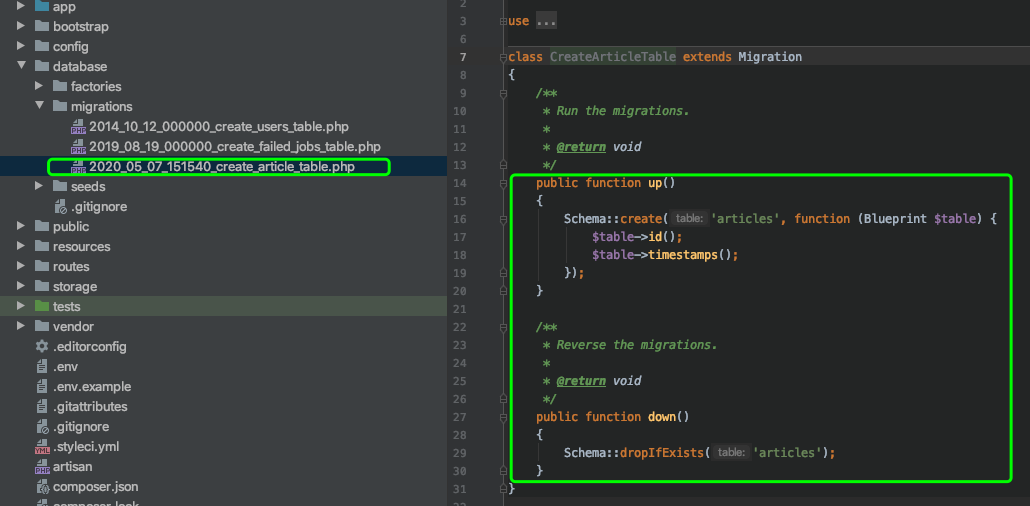 app
bootstrap
config
database
factories
migrations
2014_10_12_000000_create_users_table.php
2019_08_19_000000_create_failed_jobs_table.php
2020_05_07_151540_create_article_table.php
seeds
.gitignore
public
resources
routes
storage
tests
vendor
.editorconfig
.env
.env.example
.gitattributes
.gitignore
.styleci.yml
artisan
composer.json
composer.lock
2
3 use ...
6
7 class CreateArticleTable extends Migration
8 {
9 /**
10 * Run the migrations.
11 *
12 * @return void
13 */
14 public function up()
15 {
16 Schema::create( table: 'articles', function (Blueprint $table) {
17 $table->id();
18 $table->timestamps();
19 });
20 }
21
22 /**
23 * Reverse the migrations.
24 *
25 * @return void
26 */
27 public function down()
28 {
29 Schema::dropIfExists( table: 'articles');
30 }
31 }